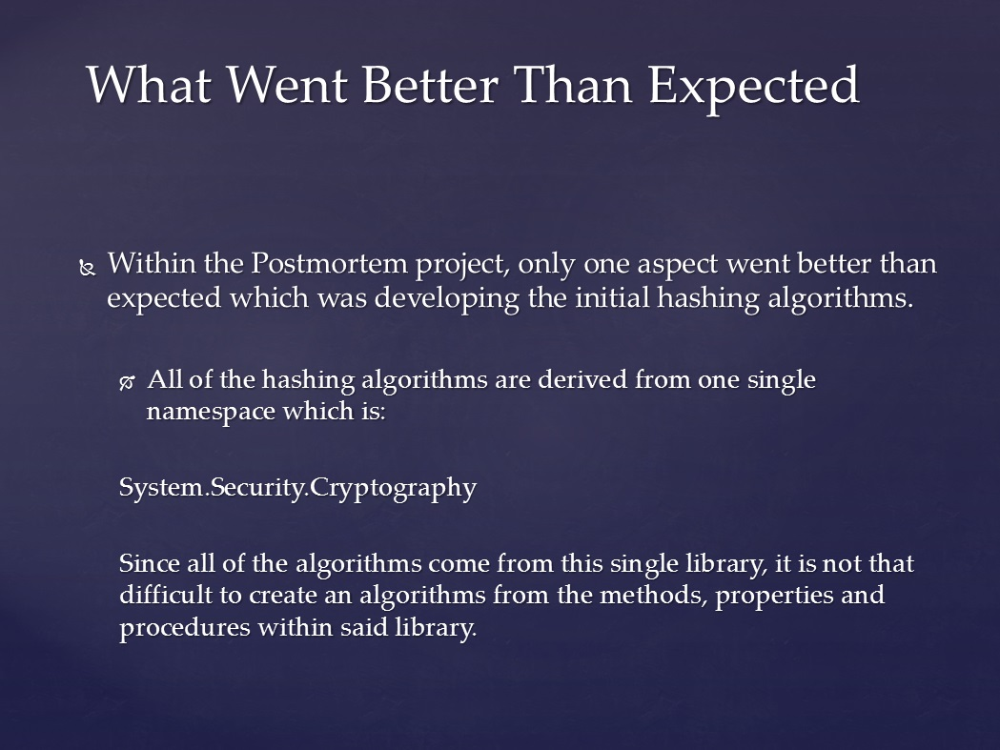 What Went Better Than Expected
Within the Postmortem project, only one aspect went better than
expected which was developing the initial hashing algorithms.
All of the hashing algorithms are derived from one single
namespace which is:
System.Security.Cryptography
Since all of the algorithms come from this single library, it is not that
difficult to create an algorithms from the methods, properties and
procedures within said library.